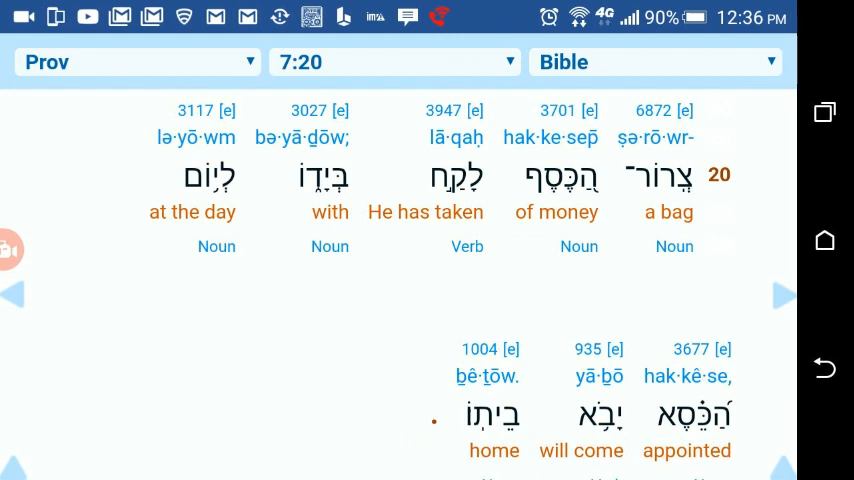 4G 90% 12:36 PM
Prov 7:20 Bible
3117 [e] 3027 [e] 3947 [e] 3701 [e] 6872 [e]
lə·yō·wm bə·yā·ḏōw; lā·qaḥ hak·ke·sep̄ ṣə·rō·wr-
20 צְֽרוֹר־ הַ֭כֶּסֶף לָקַ֣ח בְּיָד֑וֹ לְי֥וֹם
at the day with He has taken of money a bag
Noun Noun Verb Noun Noun
1004 [e] 935 [e] 3677 [e]
ḇê·ṯōw. yā·ḇō hak·kê·se,
הַ֝כֵּ֗סֶא יָבֹ֥א בֵיתֽוֹ .
home will come appointed